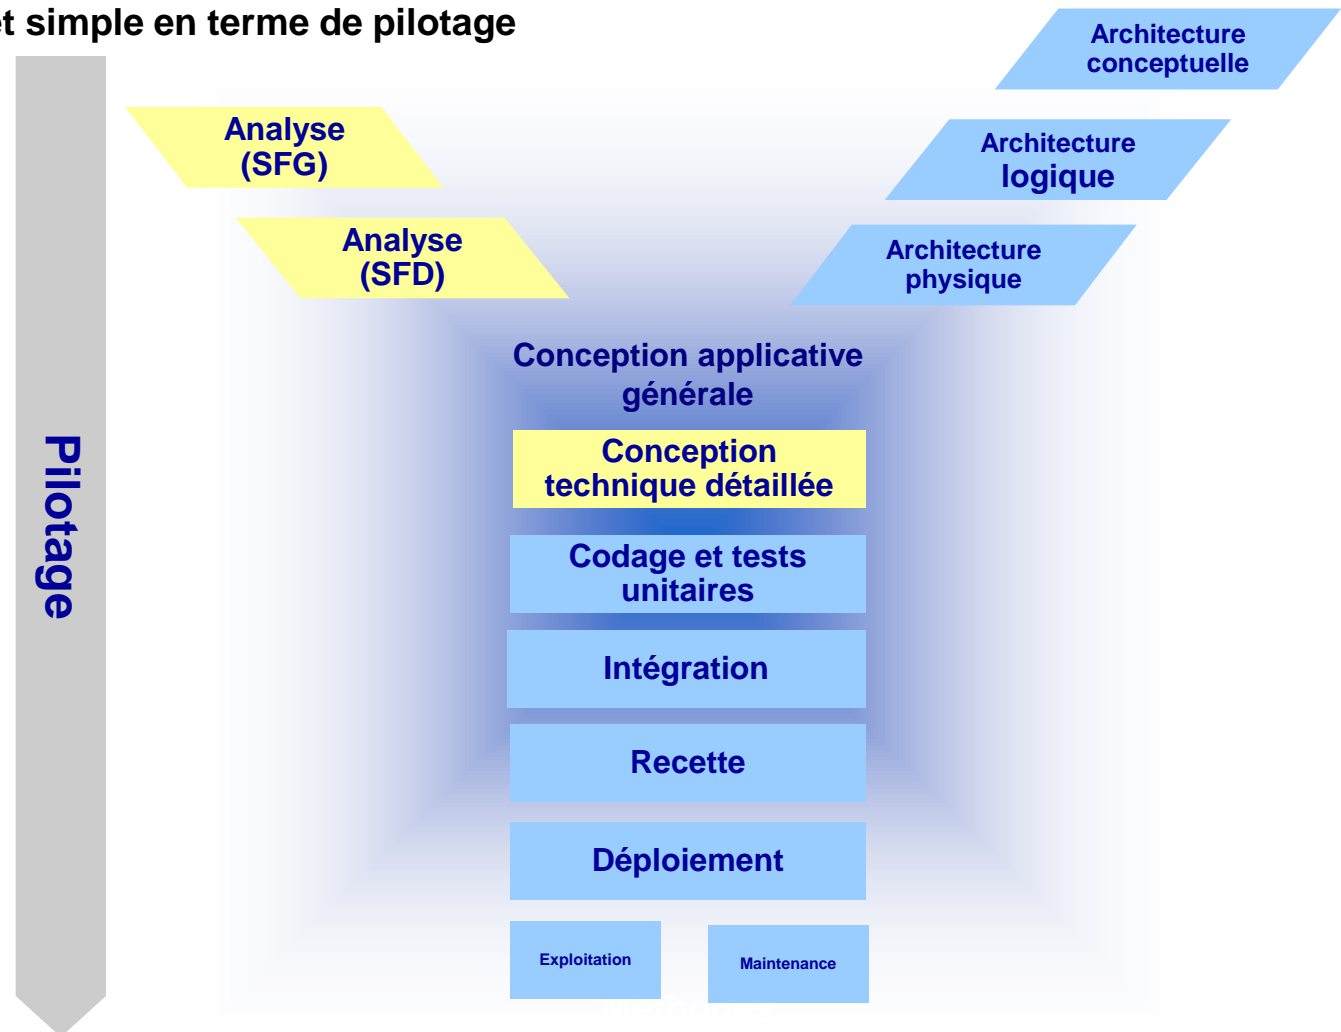 et simple en terme de pilotage
Architecture
conceptuelle
Analyse
(SFG)
Architecture
logique
Analyse
(SFD)
Architecture
physique
Conception applicative
générale
Conception
technique détaillée
Pilotage
Codage et tests
unitaires
Intégration
Recette
Déploiement
Exploitation
Maintenance